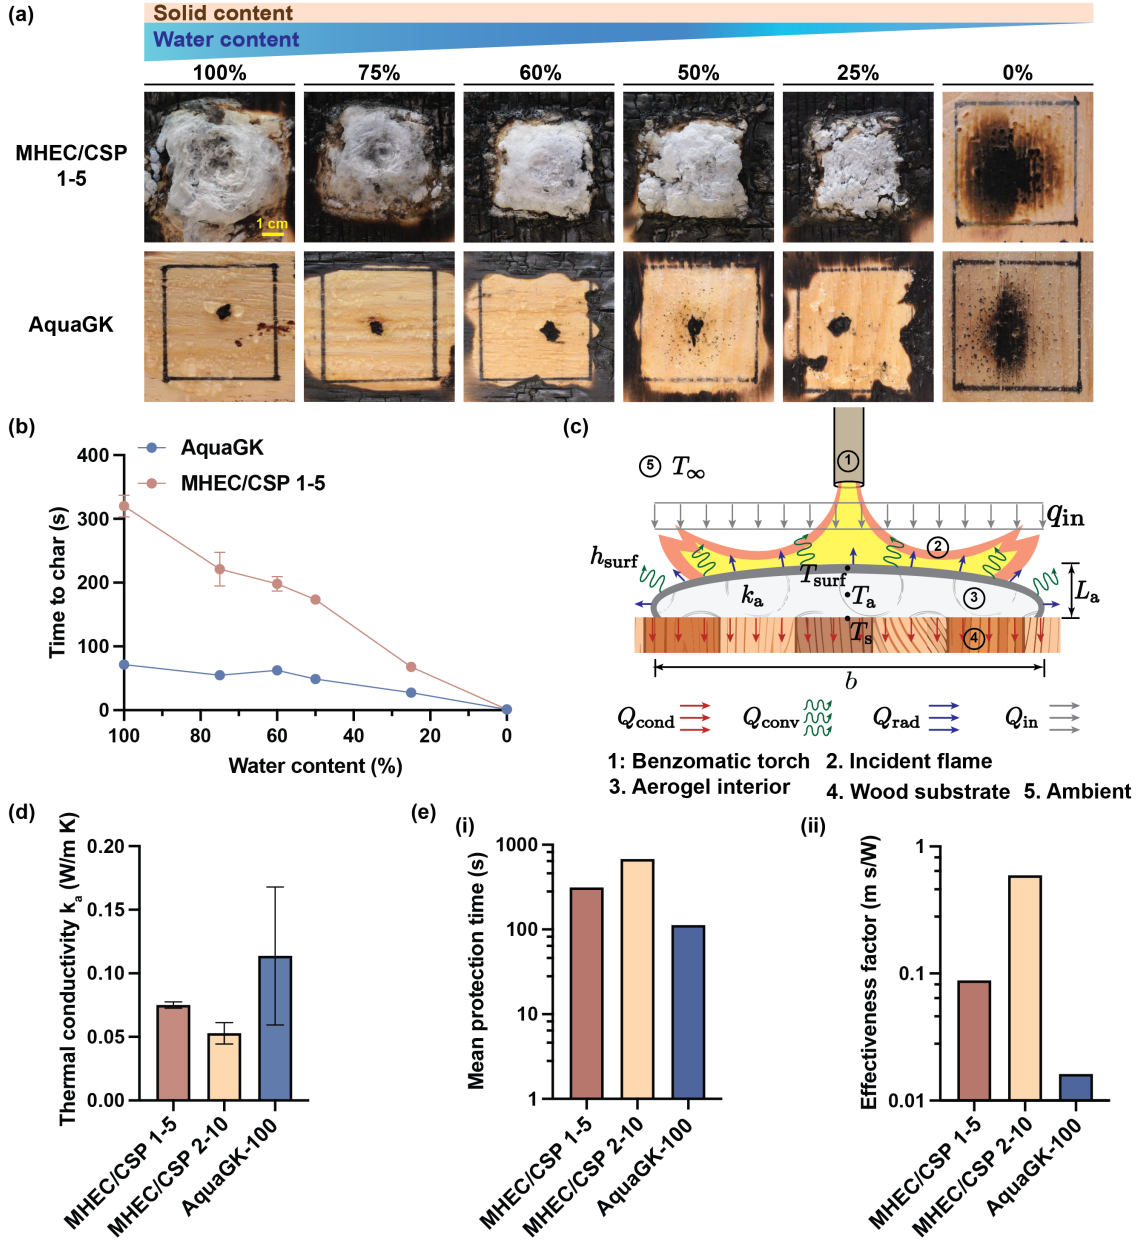 (a)
Solid content
Water content
100% 75% 60% 50% 25% 0%
MHEC/CSP
1-5
1 cm
AquaGK
(b)
AquaGK
MHEC/CSP 1-5
400
300
200
100
0
Time to char (s)
100 80 60 40 20 0
Water content (%)
(c)
1
5 T∞
qin
2
hsurf
Tsurf
ka
Ta
3
La
Ts
4
b
Qcond Qconv Qrad Qin
1: Benzomatic torch 2. Incident flame
3. Aerogel interior 4. Wood substrate 5. Ambient
(d)
0.20
0.15
0.10
0.05
0.00
Thermal conductivity ka (W/m K)
MHEC/CSP 1-5
MHEC/CSP 2-10
AquaGK-100
(e)
(i)
1000
100
10
1
Mean protection time (s)
MHEC/CSP 1-5
MHEC/CSP 2-10
AquaGK-100
(ii)
1
0.1
0.01
Effectiveness factor (m s/W)
MHEC/CSP 1-5
MHEC/CSP 2-10
AquaGK-100